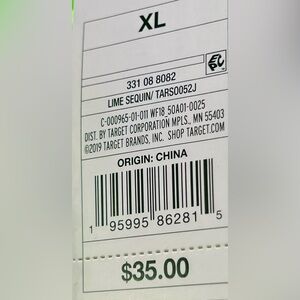 XL
331 08 8082
LIME SEQUIN/ TARS0052J
C-000965-01-011 WF18_50A01-0025
DIST. BY TARGET CORPORATION MPLS., MN 55403
©2019 TARGET BRANDS, INC. SHOP TARGET.COM
ORIGIN: CHINA
1 95995 86281 5
$35.00